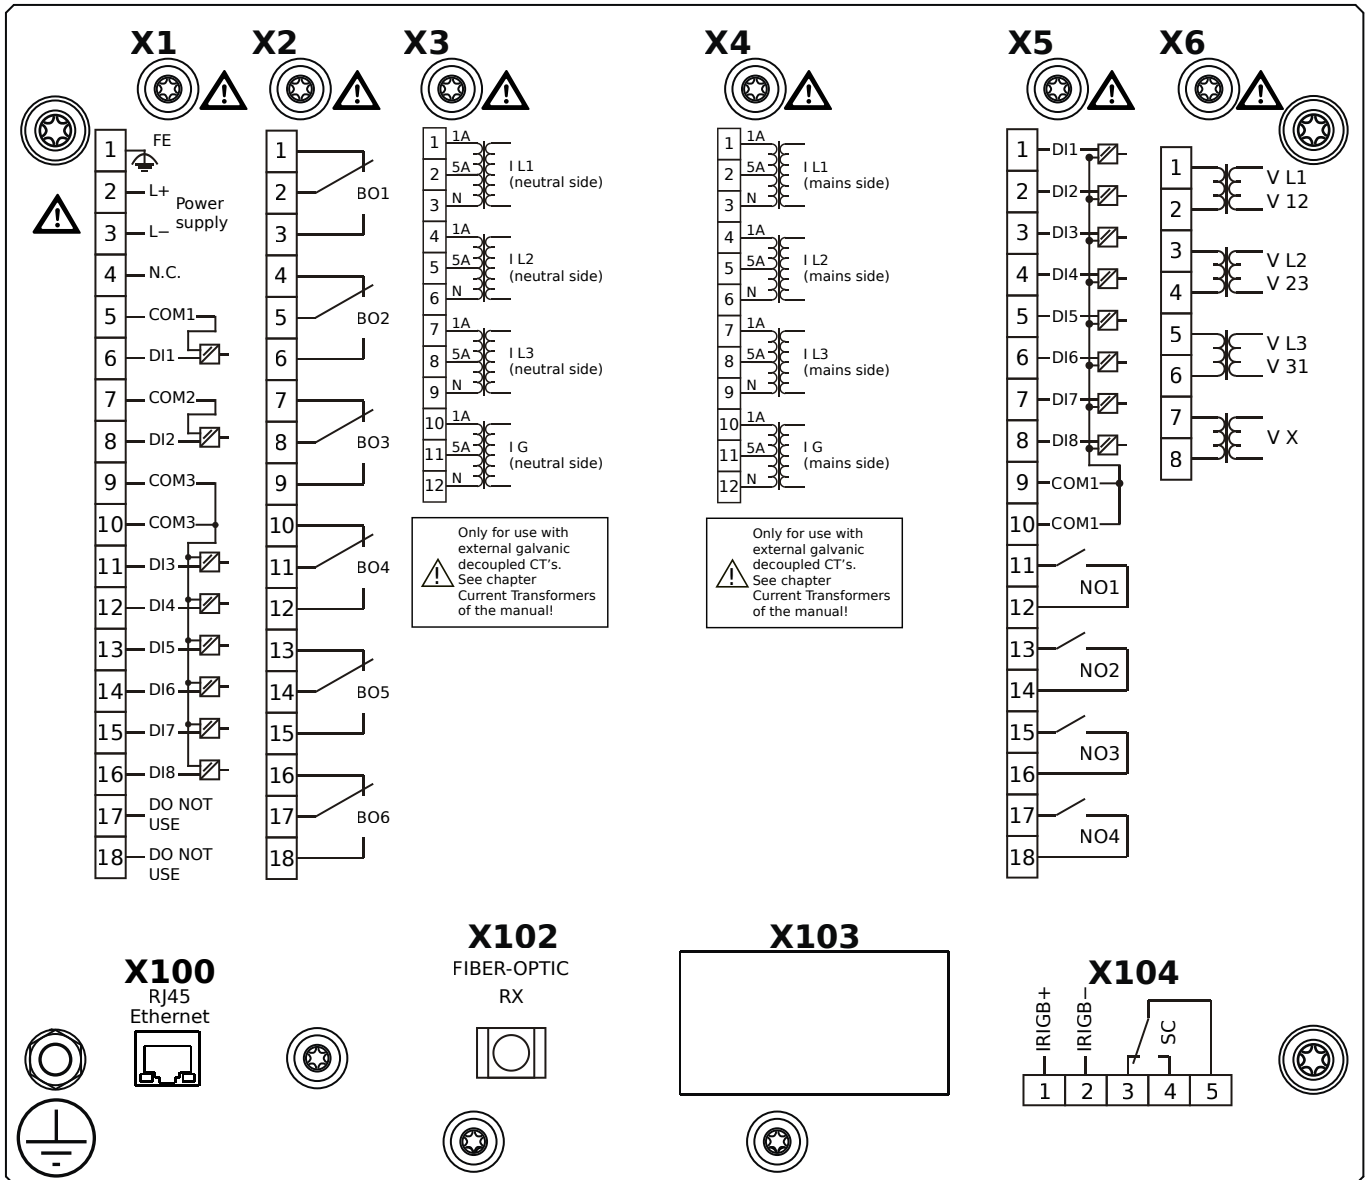 X1
X2
X3
X4
X5
X6
1 FE
2 L+
Power
supply
3 L−
4 N.C.
5 COM1
6 DI1
7 COM2
8 DI2
9 COM3
10 COM3
11 DI3
12 DI4
13 DI5
14 DI6
15 DI7
16 DI8
17 DO NOT
USE
18 DO NOT
USE
1
2 BO1
3
4
5 BO2
6
7
8 BO3
9
10
11 BO4
12
13
14 BO5
15
16
17 BO6
18
1 1A
2 5A
3 N
I L1
(neutral side)
4 1A
5 5A
6 N
I L2
(neutral side)
7 1A
8 5A
9 N
I L3
(neutral side)
10 1A
11 5A
12 N
I G
(neutral side)
Only for use with
external galvanic
decoupled CT’s.
See chapter
Current Transformers
of the manual!
1 1A
2 5A
3 N
I L1
(mains side)
4 1A
5 5A
6 N
I L2
(mains side)
7 1A
8 5A
9 N
I L3
(mains side)
10 1A
11 5A
12 N
I G
(mains side)
Only for use with
external galvanic
decoupled CT’s.
See chapter
Current Transformers
of the manual!
1 DI1
2 DI2
3 DI3
4 DI4
5 DI5
6 DI6
7 DI7
8 DI8
9 COM1
10 COM1
11
NO1
12
13
NO2
14
15
NO3
16
17
NO4
18
1
V L1
V 12
2
3
V L2
V 23
4
5
V L3
V 31
6
7
V X
8
X100
RJ45
Ethernet
X102
FIBER-OPTIC
RX
X103
X104
IRIGB+
IRIGB−
SC
1 2 3 4 5